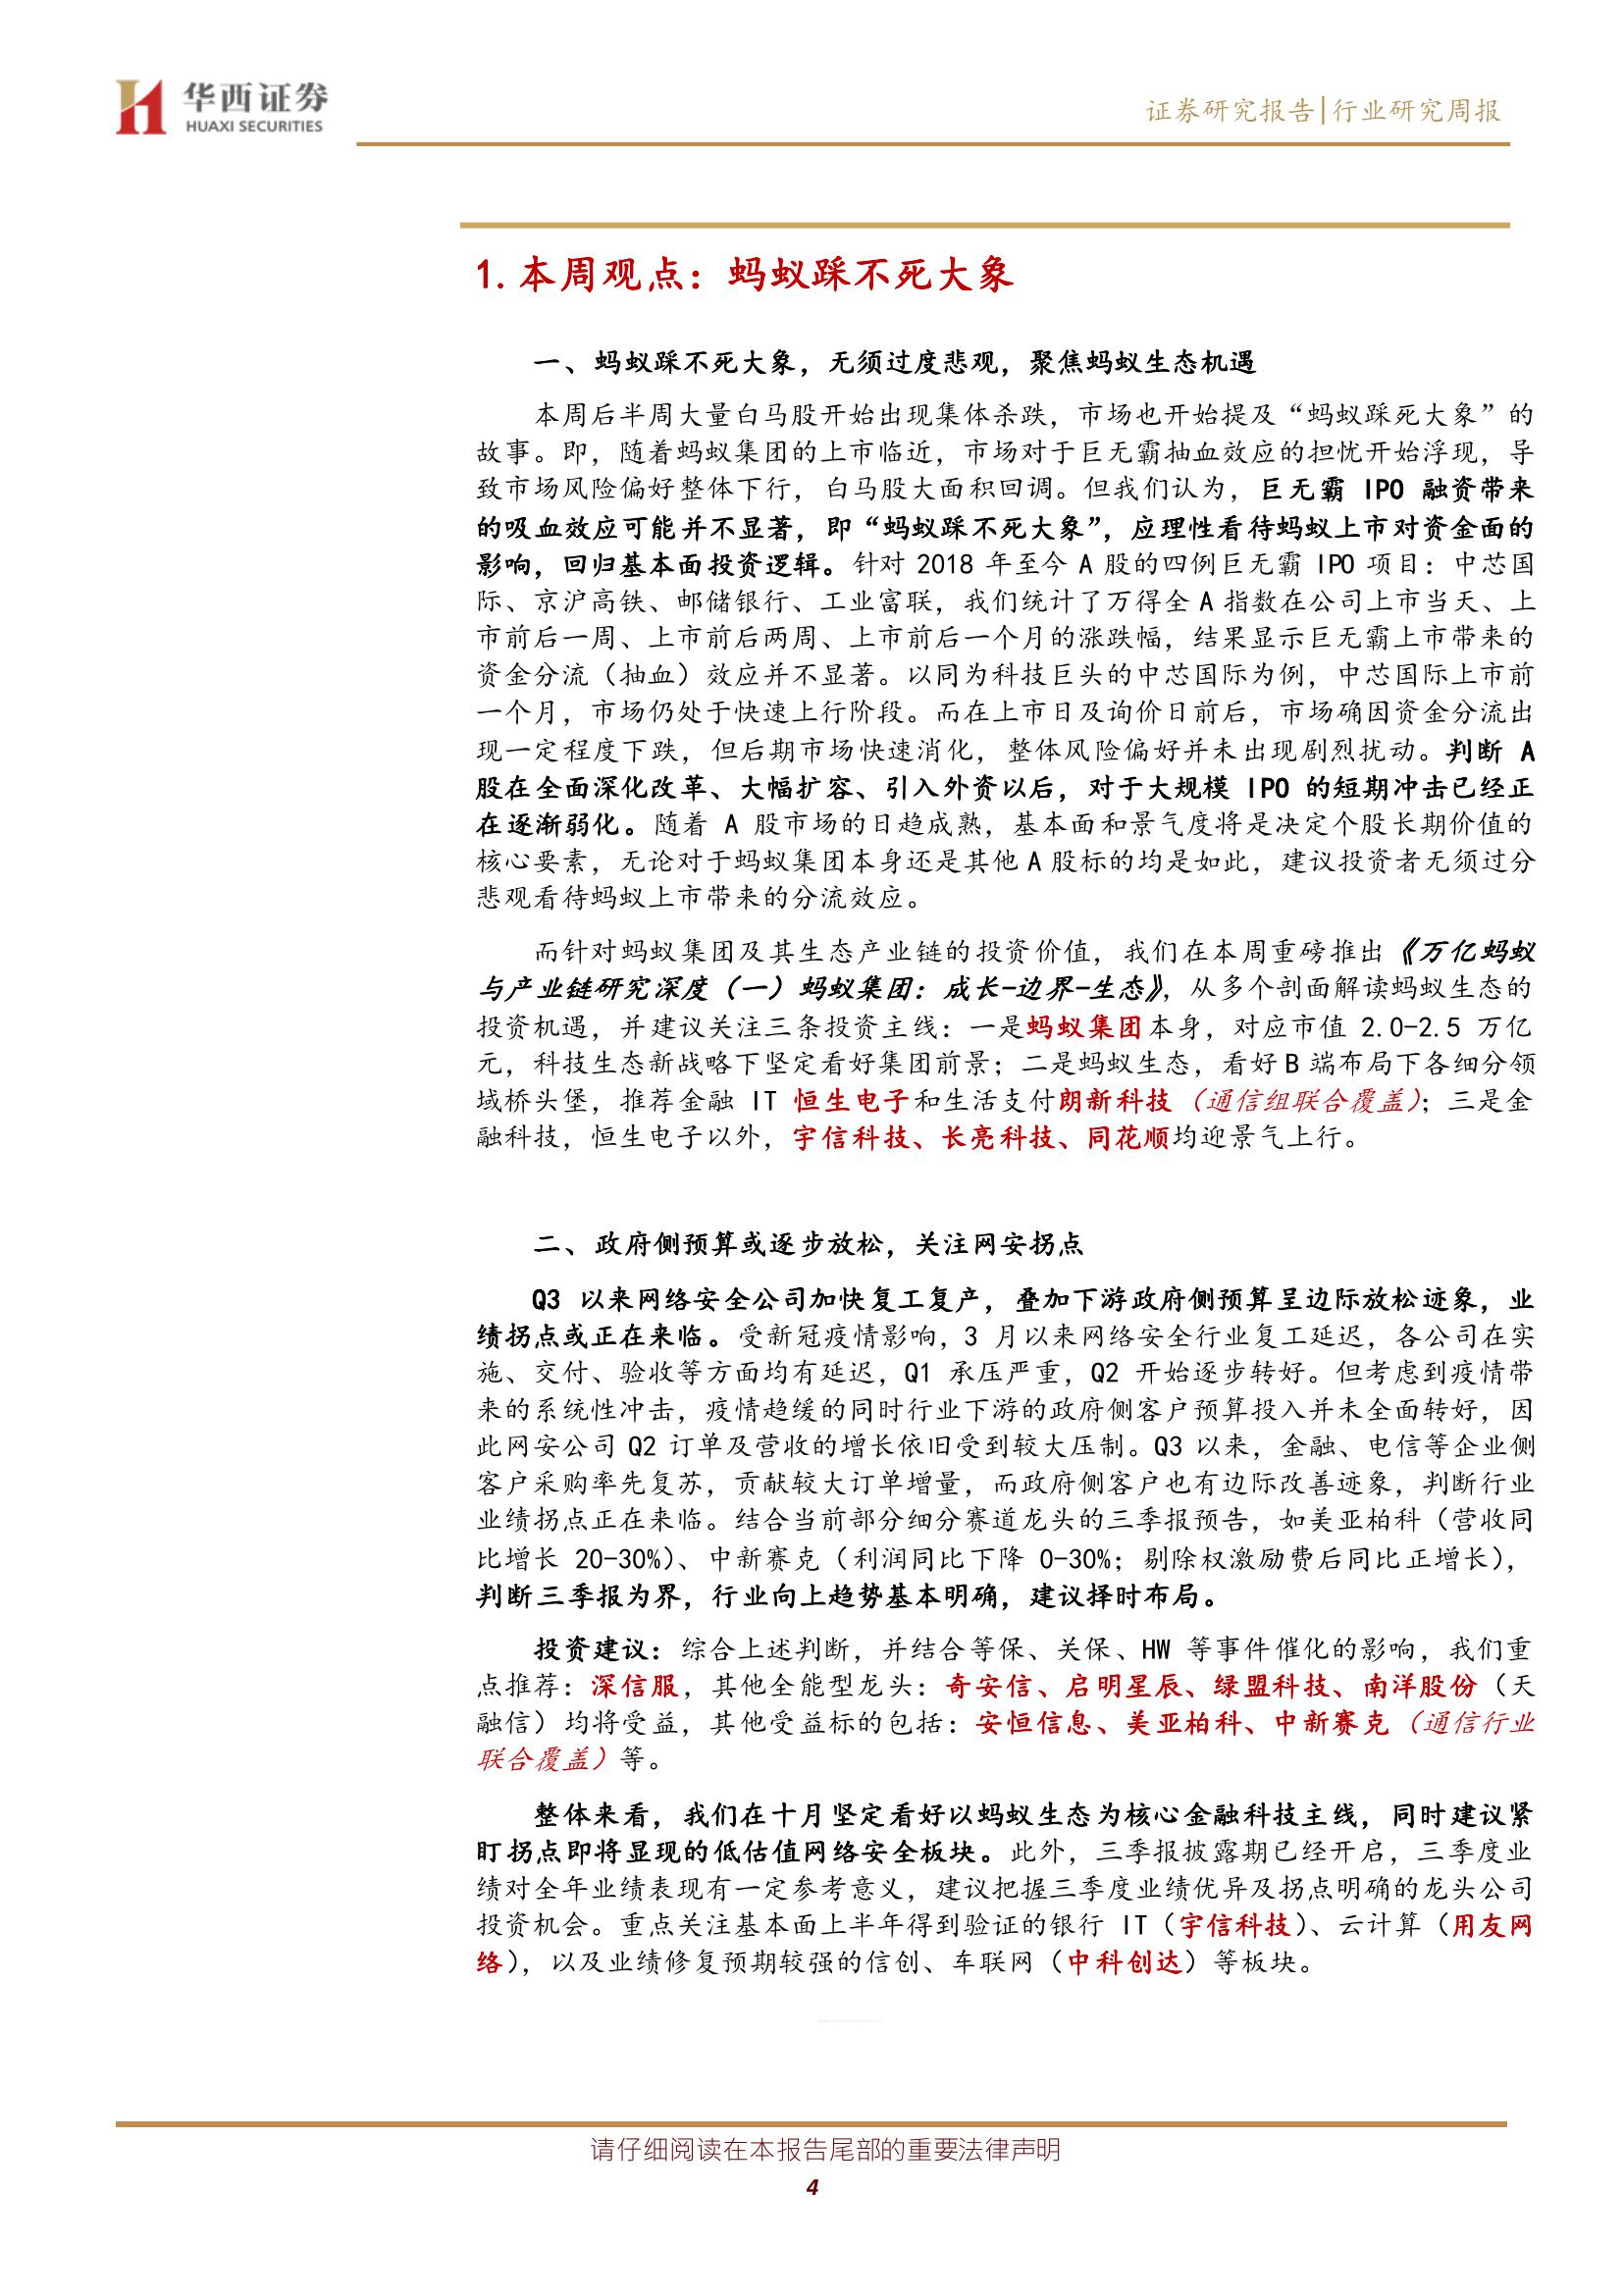 华西证券
HUAXI SECURITIES
证券研究报告|行业研究周报
1.本周观点：蚂蚁踩不死大象
一、蚂蚁踩不死大象，无须过度悲观，聚焦蚂蚁生态机遇
本周后半周大量白马股开始出现集体杀跌，市场也开始提及“蚂蚁踩死大象”的
故事。即，随着蚂蚁集团的上市临近，市场对于巨无霸抽血效应的担忧开始浮现，导
致市场风险偏好整体下行，白马股大面积回调。但我们认为，巨无霸 IPO 融资带来
的吸血效应可能并不显著，即“蚂蚁踩不死大象”，应理性看待蚂蚁上市对资金面的
影响，回归基本面投资逻辑。针对 2018 年至今 A 股的四例巨无霸 IPO 项目：中芯国
际、京沪高铁、邮储银行、工业富联，我们统计了万得全 A 指数在公司上市当天、上
市前后一周、上市前后两周、上市前后一个月的涨跌幅，结果显示巨无霸上市带来的
资金分流（抽血）效应并不显著。以同为科技巨头的中芯国际为例，中芯国际上市前
一个月，市场仍处于快速上行阶段。而在上市日及询价日前后，市场确因资金分流出
现一定程度下跌，但后期市场快速消化，整体风险偏好并未出现剧烈扰动。判断 A
股在全面深化改革、大幅扩容、引入外资以后，对于大规模 IPO 的短期冲击已经正
在逐渐弱化。随着 A 股市场的日趋成熟，基本面和景气度将是决定个股长期价值的
核心要素，无论对于蚂蚁集团本身还是其他 A 股标的均是如此，建议投资者无须过分
悲观看待蚂蚁上市带来的分流效应。
而针对蚂蚁集团及其生态产业链的投资价值，我们在本周重磅推出《万亿蚂蚁
与产业链研究深度（一）蚂蚁集团：成长-边界-生态》，从多个剖面解读蚂蚁生态的
投资机遇，并建议关注三条投资主线：一是蚂蚁集团本身，对应市值 2.0-2.5 万亿
元，科技生态新战略下坚定看好集团前景；二是蚂蚁生态，看好 B 端布局下各细分领
域桥头堡，推荐金融 IT 恒生电子和生活支付朗新科技（通信组联合覆盖）；三是金
融科技，恒生电子以外，宇信科技、长亮科技、同花顺均迎景气上行。
二、政府侧预算或逐步放松，关注网安拐点
Q3 以来网络安全公司加快复工复产，叠加下游政府侧预算呈边际放松迹象，业
绩拐点或正在来临。受新冠疫情影响，3 月以来网络安全行业复工延迟，各公司在实
施、交付、验收等方面均有延迟，Q1 承压严重，Q2 开始逐步转好。但考虑到疫情带
来的系统性冲击，疫情趋缓的同时行业下游的政府侧客户预算投入并未全面转好，因
此网安公司 Q2 订单及营收的增长依旧受到较大压制。Q3 以来，金融、电信等企业侧
客户采购率先复苏，贡献较大订单增量，而政府侧客户也有边际改善迹象，判断行业
业绩拐点正在来临。结合当前部分细分赛道龙头的三季报预告，如美亚柏科（营收同
比增长 20-30%）、中新赛克（利润同比下降 0-30%；剔除权激励费后同比正增长），
判断三季报为界，行业向上趋势基本明确，建议择时布局。
投资建议：综合上述判断，并结合等保、关保、HW 等事件催化的影响，我们重
点推荐：深信服，其他全能型龙头：奇安信、启明星辰、绿盟科技、南洋股份（天
融信）均将受益，其他受益标的包括：安恒信息、美亚柏科、中新赛克（通信行业
联合覆盖）等。
整体来看，我们在十月坚定看好以蚂蚁生态为核心金融科技主线，同时建议紧
盯拐点即将显现的低估值网络安全板块。此外，三季报披露期已经开启，三季度业
绩对全年业绩表现有一定参考意义，建议把握三季度业绩优异及拐点明确的龙头公司
投资机会。重点关注基本面上半年得到验证的银行 IT（宇信科技）、云计算（用友网
络），以及业绩修复预期较强的信创、车联网（中科创达）等板块。
请仔细阅读在本报告尾部的重要法律声明
4